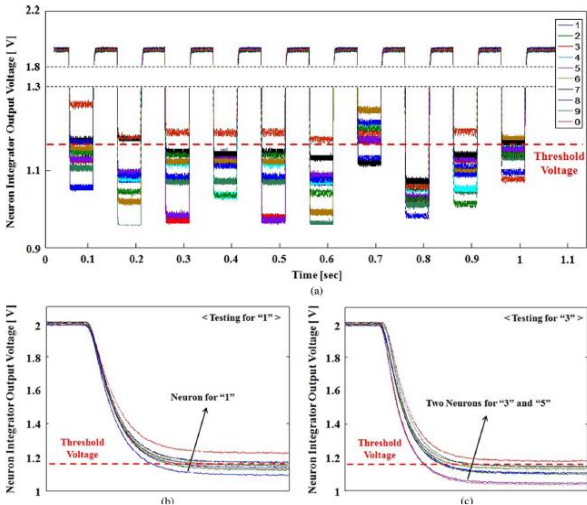 2.2
1.8
1.3
1.1
0.9
Neuron Integrator Output Voltage [ V ]
1
2
3
4
5
6
7
8
9
0
Threshold
Voltage
0 0.1 0.2 0.3 0.4 0.5 0.6 0.7 0.8 0.9 1 0.11
Time [sec]
(a)
Neuron Integrator Output Voltage [ V ]
2
1.8
1.6
1.4
1.2
1
< Testing for “1” >
Neuron for “1”
Threshold
Voltage
(b)
Neuron Integrator Output Voltage [ V ]
2
1.8
1.6
1.4
1.2
1
< Testing for “3” >
Two Neurons for “3” and “5”
Threshold
Voltage
(c)